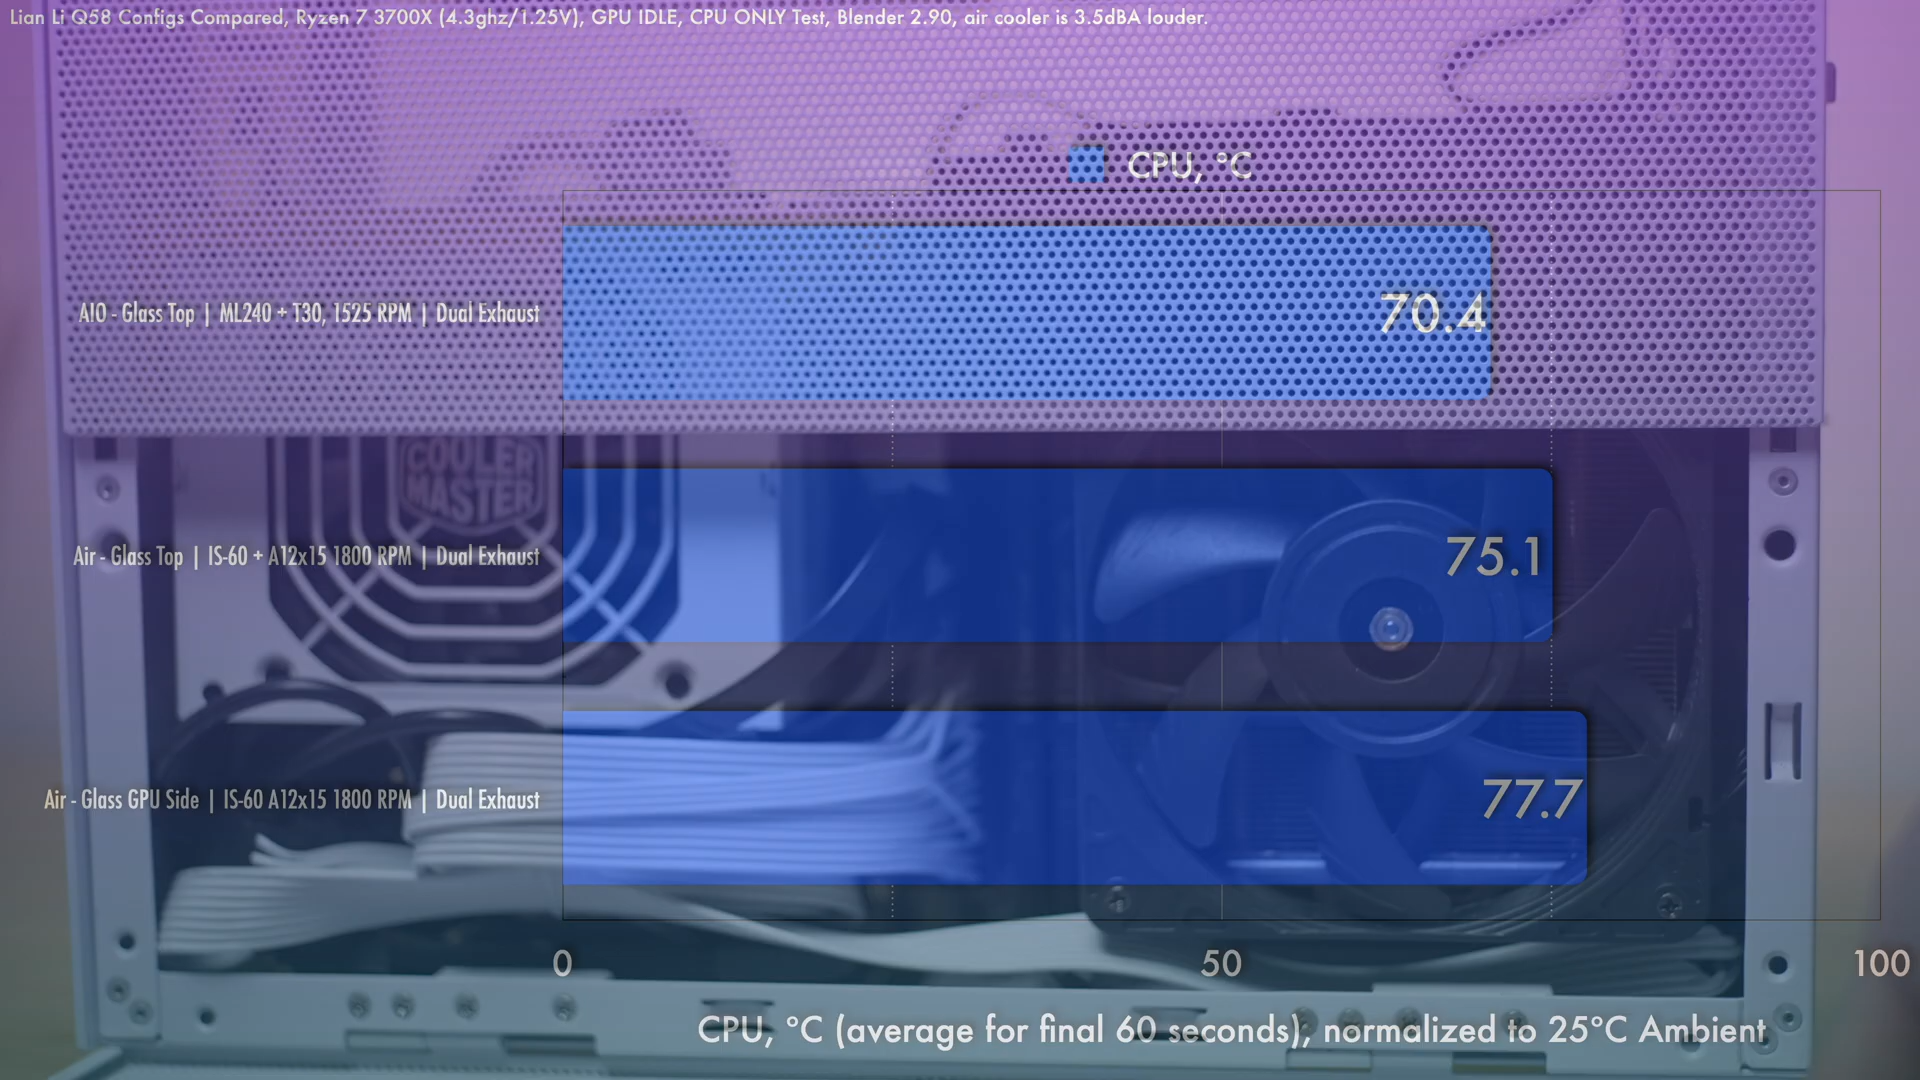 Lian Li Q58 Configs Compared, Ryzen 7 3700X (4.3ghz/1.25V), GPU IDLE, CPU ONLY Test, Blender 2.90, air cooler is 3.5dBA louder.
CPU, °C
AIO - Glass Top | ML240 + T30, 1525 RPM | Dual Exhaust
70.4
COOLER
MASTER
Air - Glass Top | IS-60 + A12x15 1800 RPM | Dual Exhaust
75.1
Air - Glass GPU Side | IS-60 A12x15 1800 RPM | Dual Exhaust
77.7
0
50
100
CPU, °C (average for final 60 seconds), normalized to 25°C Ambient